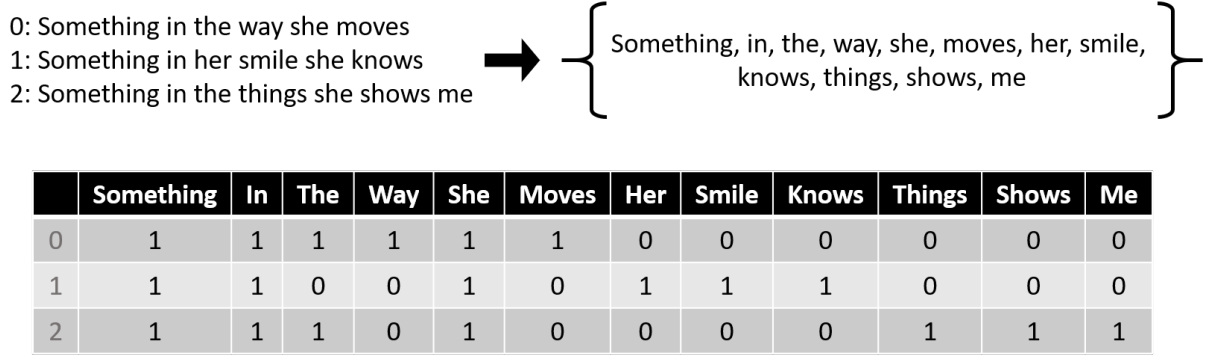 0: Something in the way she moves
1: Something in her smile she knows
2: Something in the things she shows me
Something, in, the, way, she, moves, her, smile,
knows, things, shows, me
Something In The Way She Moves Her Smile Knows Things Shows Me
0 1 1 1 1 1 1 0 0 0 0 0 0
1 1 1 0 0 1 0 1 1 1 0 0 0
2 1 1 1 0 1 0 0 0 0 1 1 1